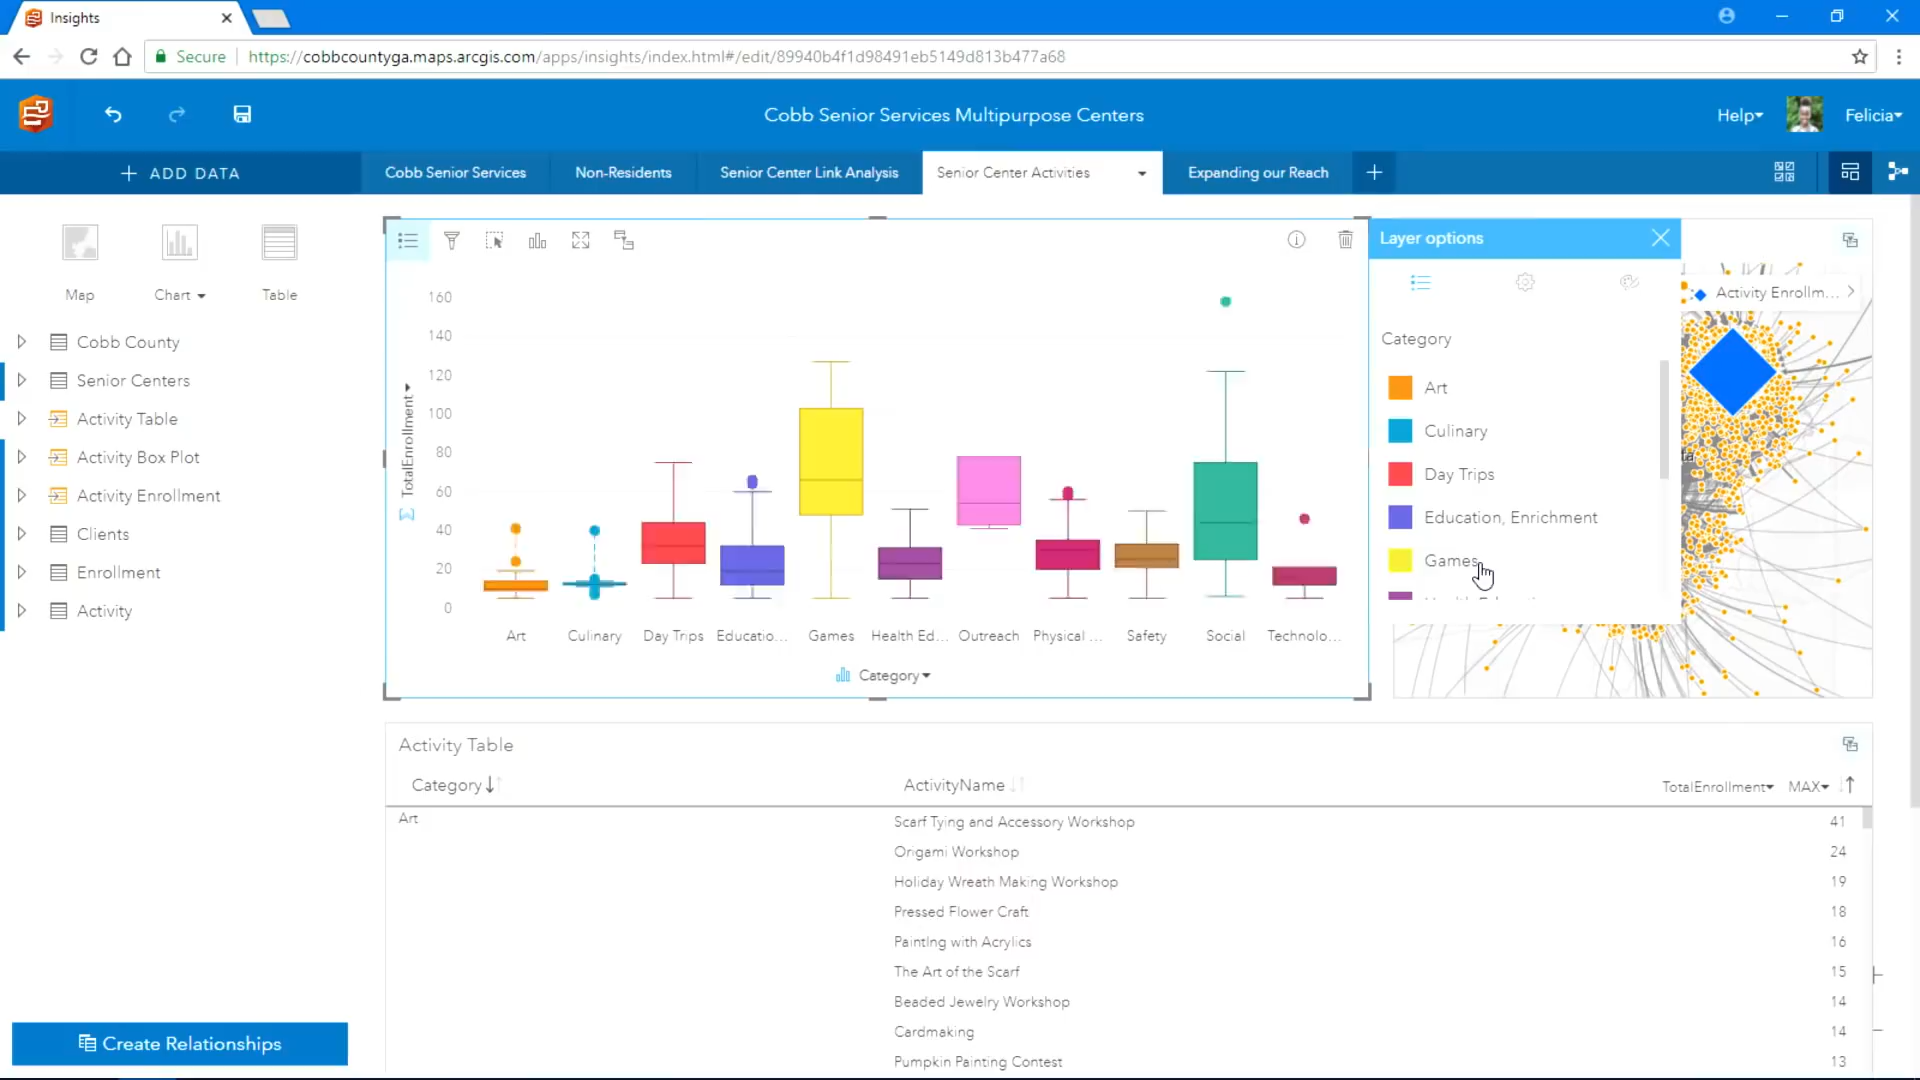 Insights
Secure https://cobbcountyga.maps.arcgis.com/apps/insights/index.html#/edit/89940b4f1d98491eb5149d813b477a68
Cobb Senior Services Multipurpose Centers
Help
Felicia
+ ADD DATA
Cobb Senior Services
Non-Residents
Senior Center Link Analysis
Senior Center Activities
Expanding our Reach
Map
Chart
Table
Cobb County
Senior Centers
Activity Table
Activity Box Plot
Activity Enrollment
Clients
Enrollment
Activity
Create Relationships
TotalEnrollment
160
140
120
100
80
60
40
20
0
Art
Culinary
Day Trips
Educatio...
Games
Health Ed...
Outreach
Physical ...
Safety
Social
Technolo...
Category
Layer options
Category
Art
Culinary
Day Trips
Education, Enrichment
Games
Activity Enrollm...
Activity Table
Category ActivityName TotalEnrollment MAX
Art Scarf Tying and Accessory Workshop 41
Origami Workshop 24
Holiday Wreath Making Workshop 19
Pressed Flower Craft 18
Painting with Acrylics 16
The Art of the Scarf 15
Beaded Jewelry Workshop 14
Cardmaking 14
Pumpkin Painting Contest 13